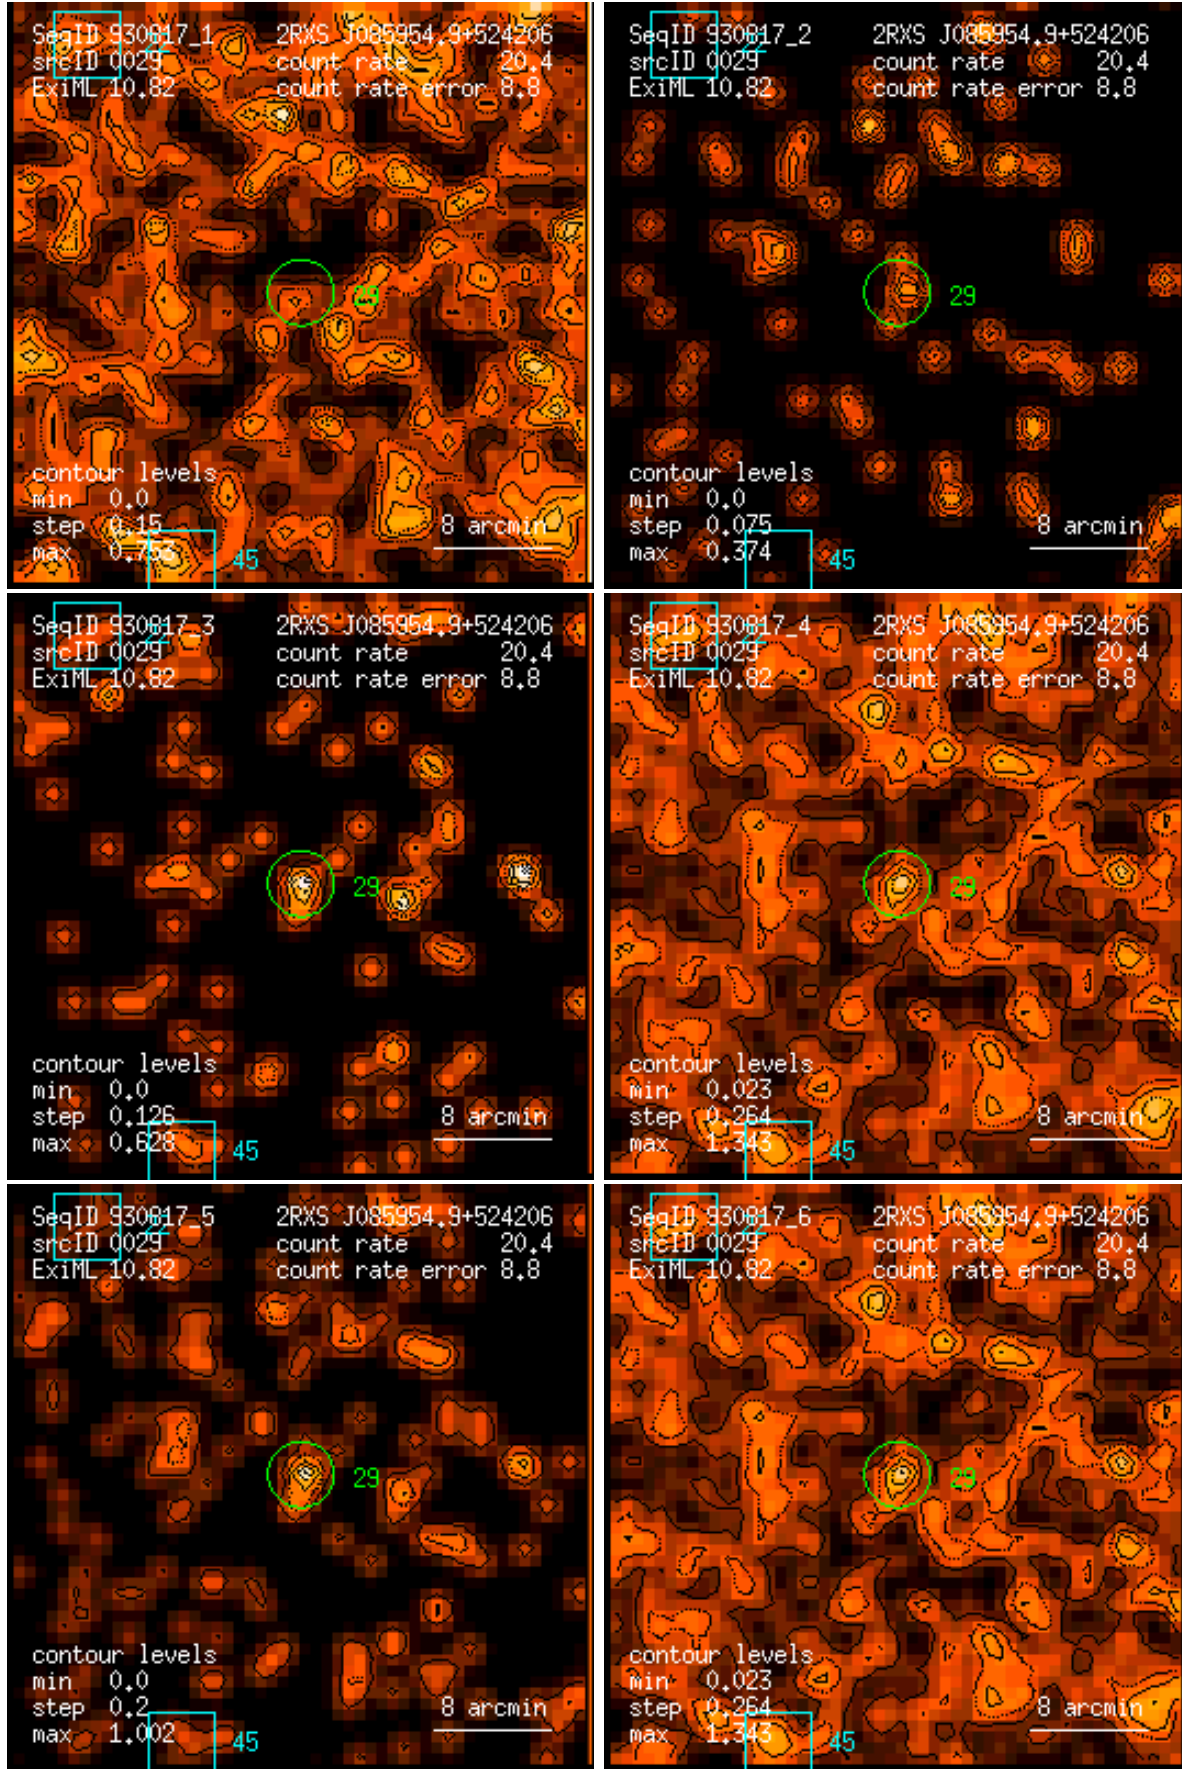 SeqID 930817_1 2RXS J085954.9+524206
srcID 0029 count rate 20.4
ExiML 10.82 count rate error 8.8
29
contour levels
min 0.0
step 0.15
max 0.753
8 arcmin
45
SeqID 930817_2 2RXS J085954.9+524206
srcID 0029 count rate 20.4
ExiML 10.82 count rate error 8.8
29
contour levels
min 0.0
step 0.075
max 0.374
8 arcmin
45
SeqID 930817_3 2RXS J085954.9+524206
srcID 0029 count rate 20.4
ExiML 10.82 count rate error 8.8
29
contour levels
min 0.0
step 0.126
max 0.628
8 arcmin
45
SeqID 930817_4 2RXS J085954.9+524206
srcID 0029 count rate 20.4
ExiML 10.82 count rate error 8.8
29
contour levels
min 0.023
step 0.264
max 1.343
8 arcmin
45
SeqID 930817_5 2RXS J085954.9+524206
srcID 0029 count rate 20.4
ExiML 10.82 count rate error 8.8
29
contour levels
min 0.0
step 0.2
max 1.002
8 arcmin
45
SeqID 930817_6 2RXS J085954.9+524206
srcID 0029 count rate 20.4
ExiML 10.82 count rate error 8.8
29
contour levels
min 0.023
step 0.264
max 1.343
8 arcmin
45